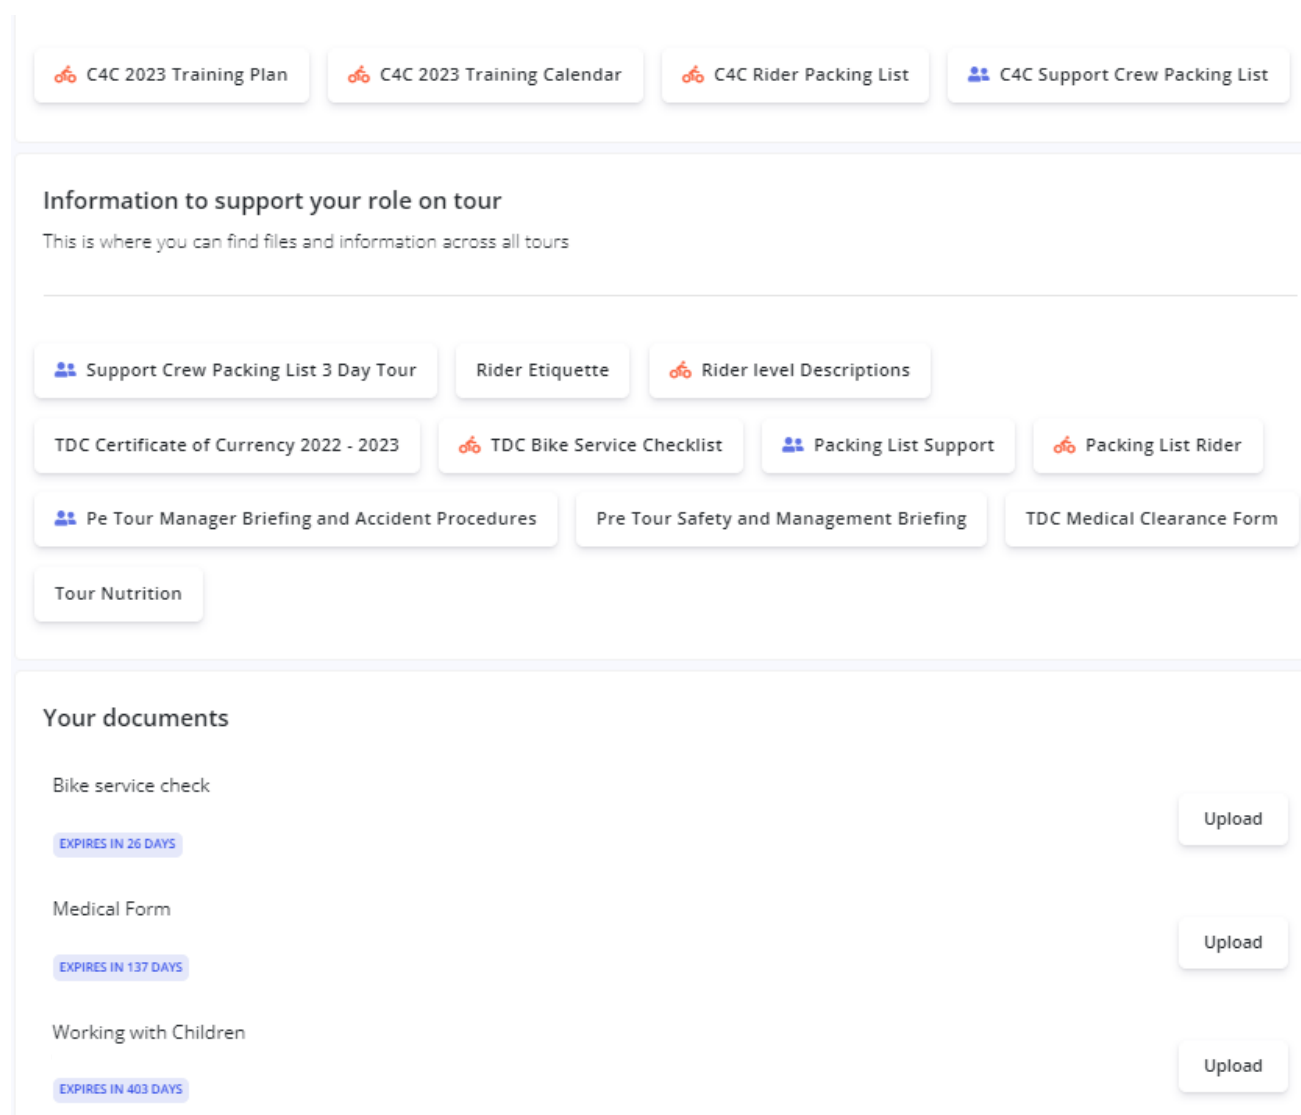 C4C 2023 Training Plan C4C 2023 Training Calendar C4C Rider Packing List C4C Support Crew Packing List
Information to support your role on tour
This is where you can find files and information across all tours
Support Crew Packing List 3 Day Tour Rider Etiquette Rider level Descriptions
TDC Certificate of Currency 2022 - 2023 TDC Bike Service Checklist Packing List Support Packing List Rider
Pe Tour Manager Briefing and Accident Procedures Pre Tour Safety and Management Briefing TDC Medical Clearance Form
Tour Nutrition
Your documents
Bike service check
Upload
EXPIRES IN 26 DAYS
Medical Form
Upload
EXPIRES IN 137 DAYS
Working with Children
Upload
EXPIRES IN 403 DAYS